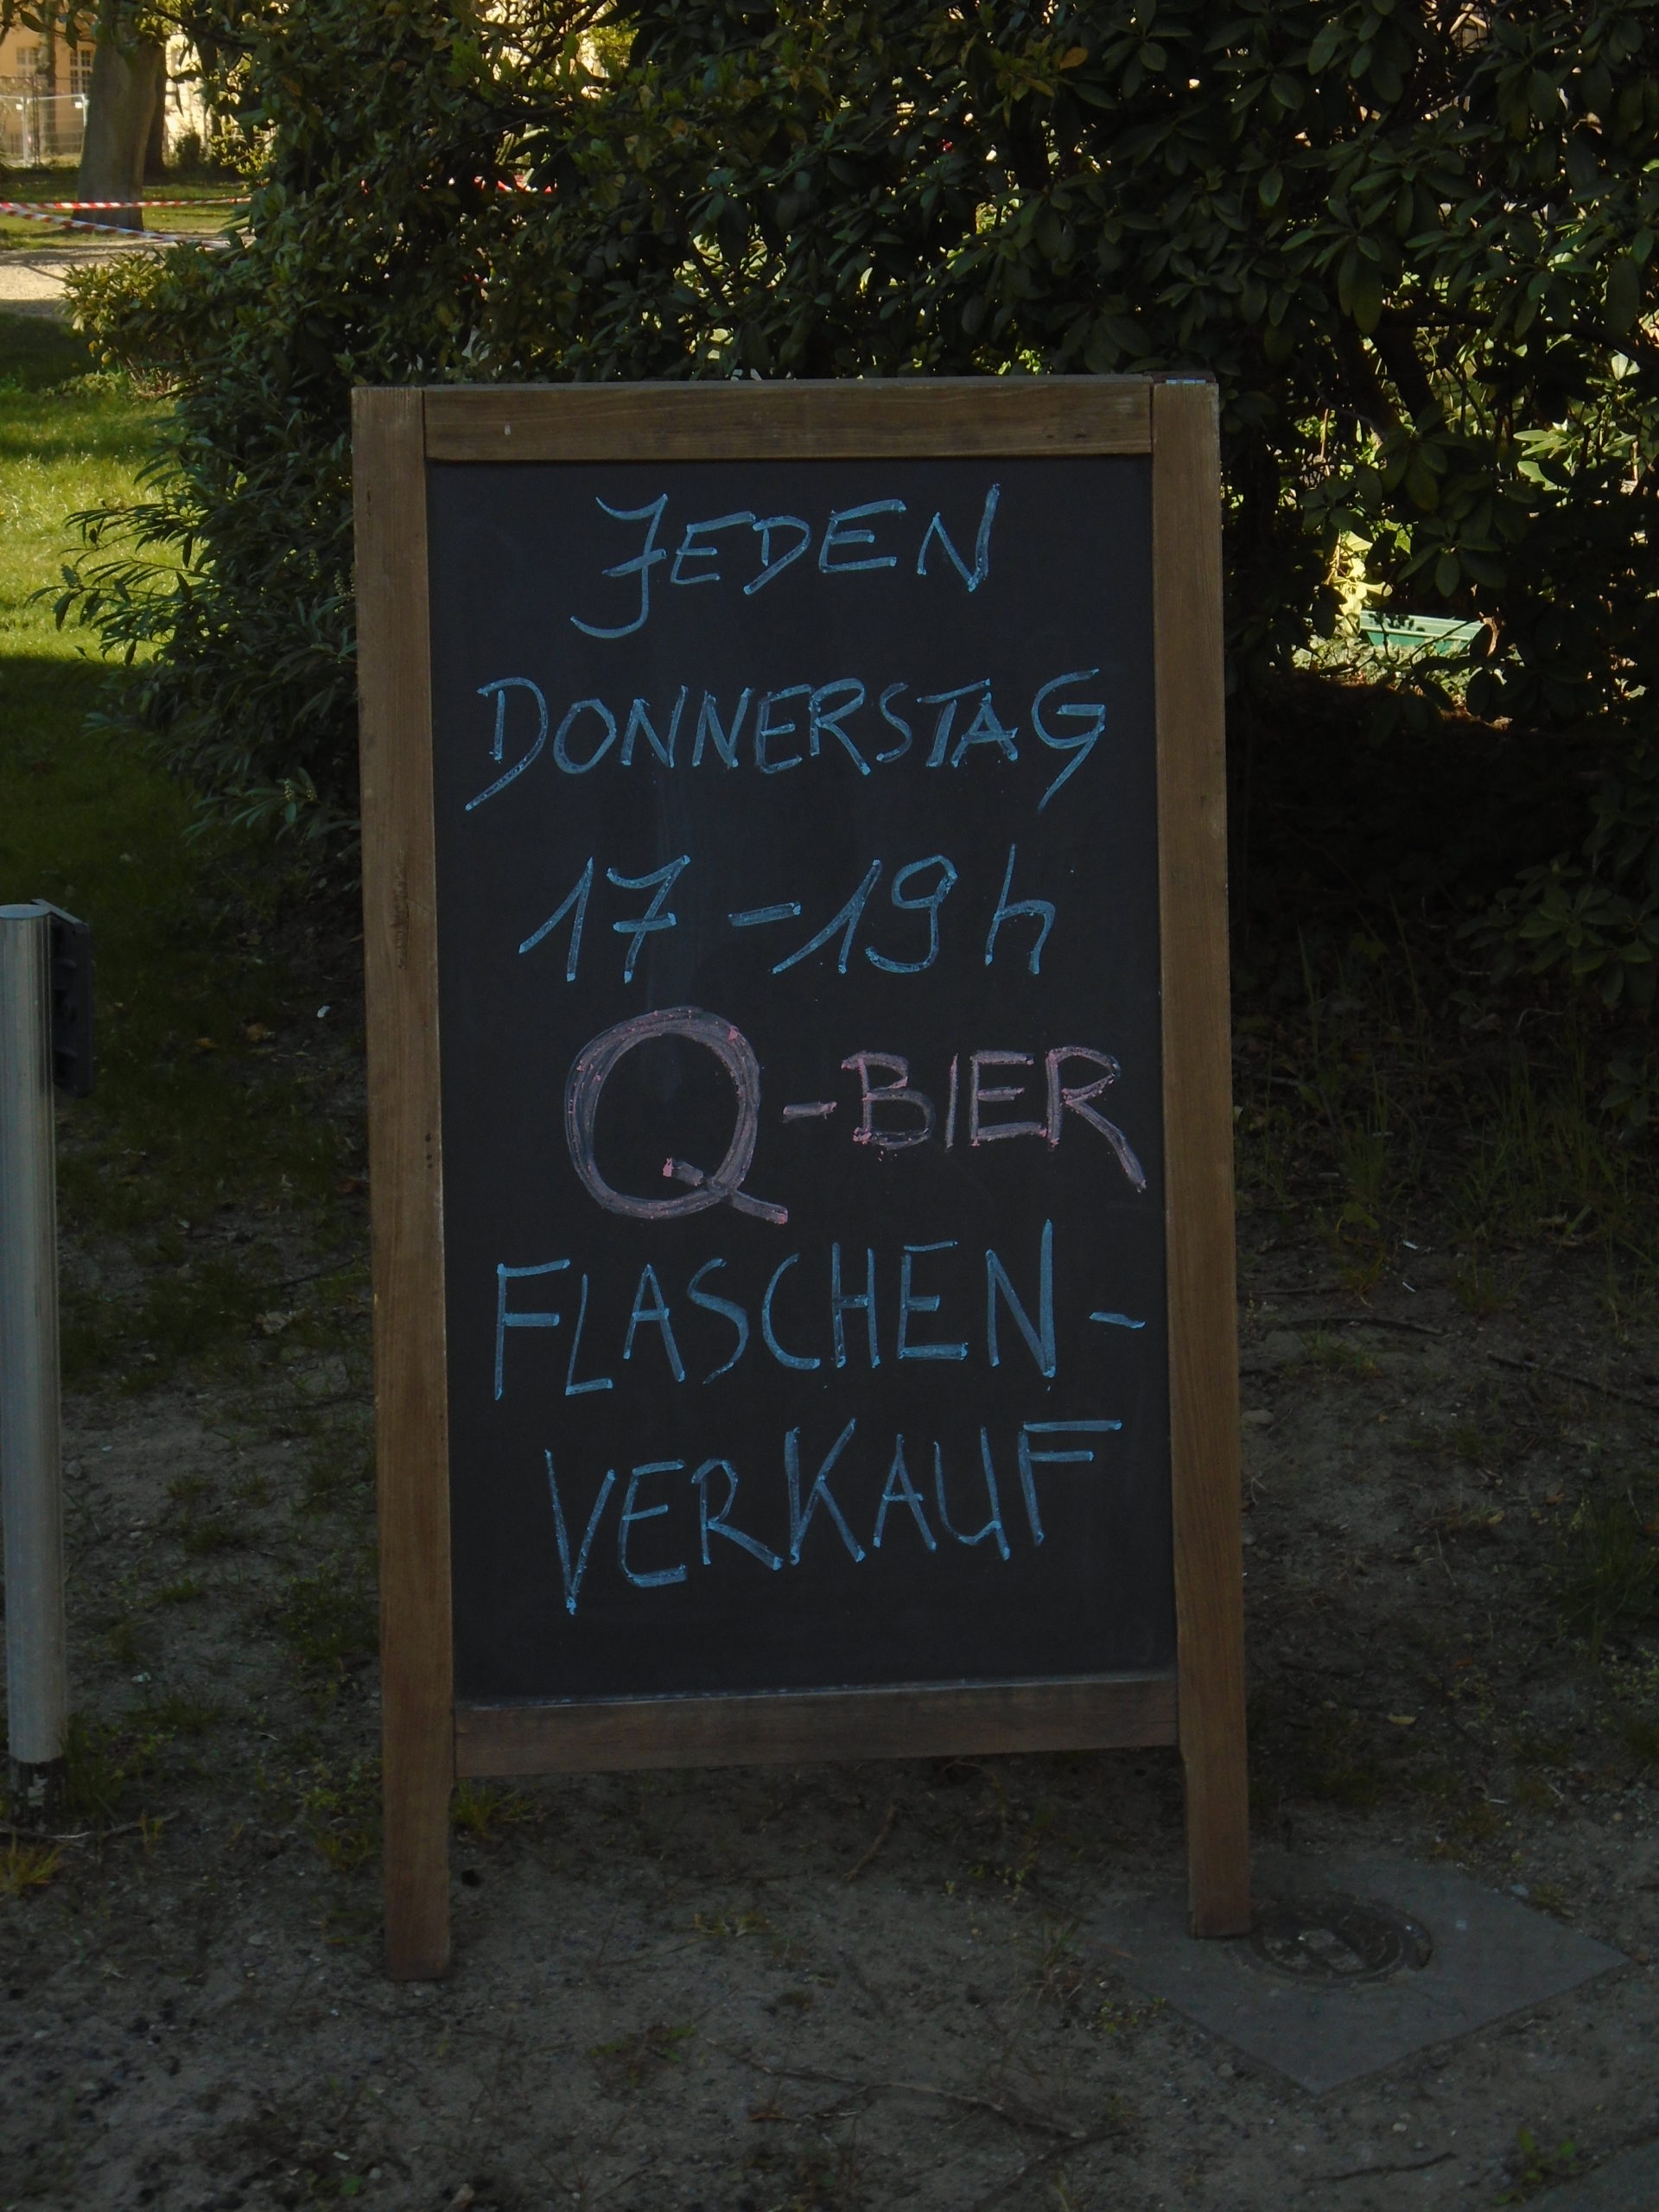 JEDEN
DONNERSTAG
17-19h
Q-BIER
FLASCHEN-
VERKAUF